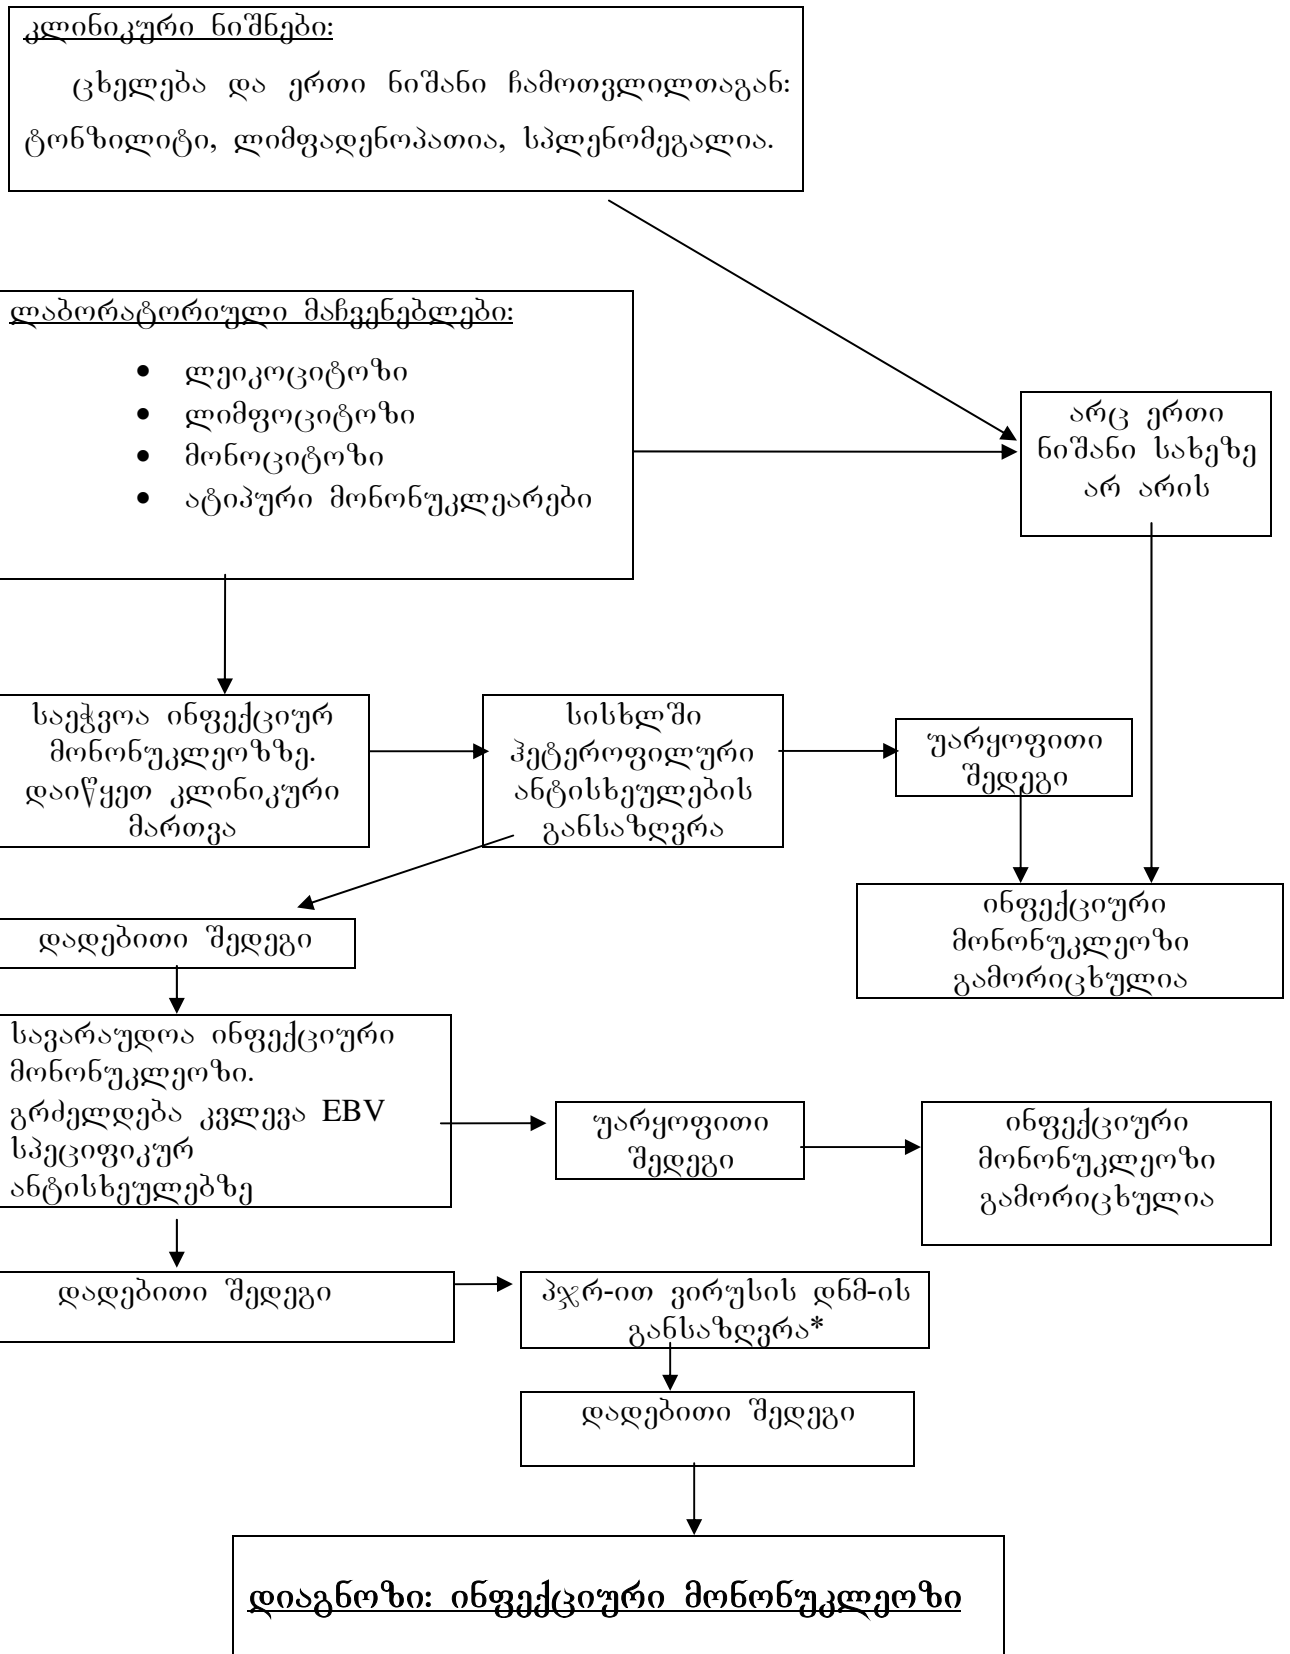 კლინიკური ნიშნები:
ცხელება და ერთი ნიშანი ჩამოთვლილთაგან:
ტონზილიტი, ლიმფადენოპათია, სპლენომეგალია.
ლაბორატორიული მაჩვენებლები:
• ლეიკოციტოზი
• ლიმფოციტოზი
• მონოციტოზი
• ატიპური მონონუკლეარები
არც ერთი
ნიშანი სახეზე
არ არის
საეჭვოა ინფექციურ
მონონუკლეოზზე.
დაიწყეთ კლინიკური
მართვა
სისხლში
ჰეტეროფილური
ანტისხეულების
განსაზღვრა
უარყოფითი
შედეგი
ინფექციური
მონონუკლეოზი
გამორიცხულია
დადებითი შედეგი
სავარაუდოა ინფექციური
მონონუკლეოზი.
გრძელდება კვლევა EBV
სპეციფიკურ
ანტისხეულებზე
უარყოფითი
შედეგი
ინფექციური
მონონუკლეოზი
გამორიცხულია
დადებითი შედეგი
პჯრ-ით ვირუსის დნმ-ის
განსაზღვრა*
დადებითი შედეგი
დიაგნოზი: ინფექციური მონონუკლეოზი